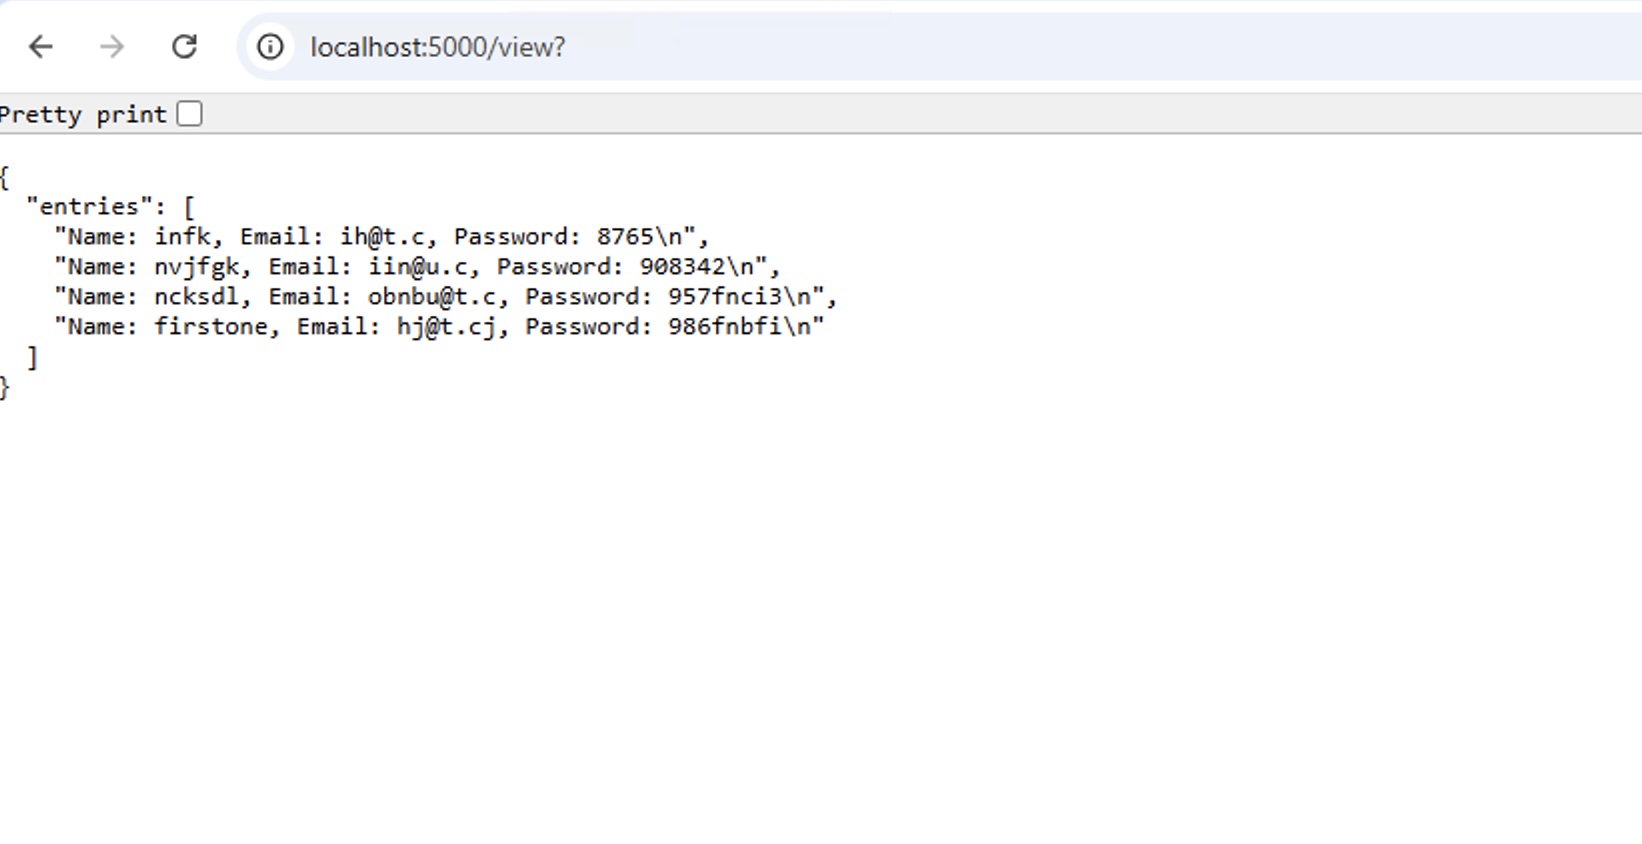 localhost:5000/view?
Pretty print
{
"entries": [
"Name: infk, Email: ih@t.c, Password: 8765\n",
"Name: nvjfgk, Email: iin@u.c, Password: 908342\n",
"Name: ncksdl, Email: obnbu@t.c, Password: 957fnci3\n",
"Name: firstone, Email: hj@t.cj, Password: 986fnbfi\n"
]
}